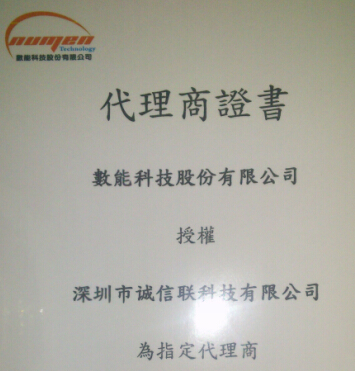 numen
Technology
數能科技股份有限公司
代理商證書
數能科技股份有限公司
授權
深圳市诚信联科技有限公司
為指定代理商